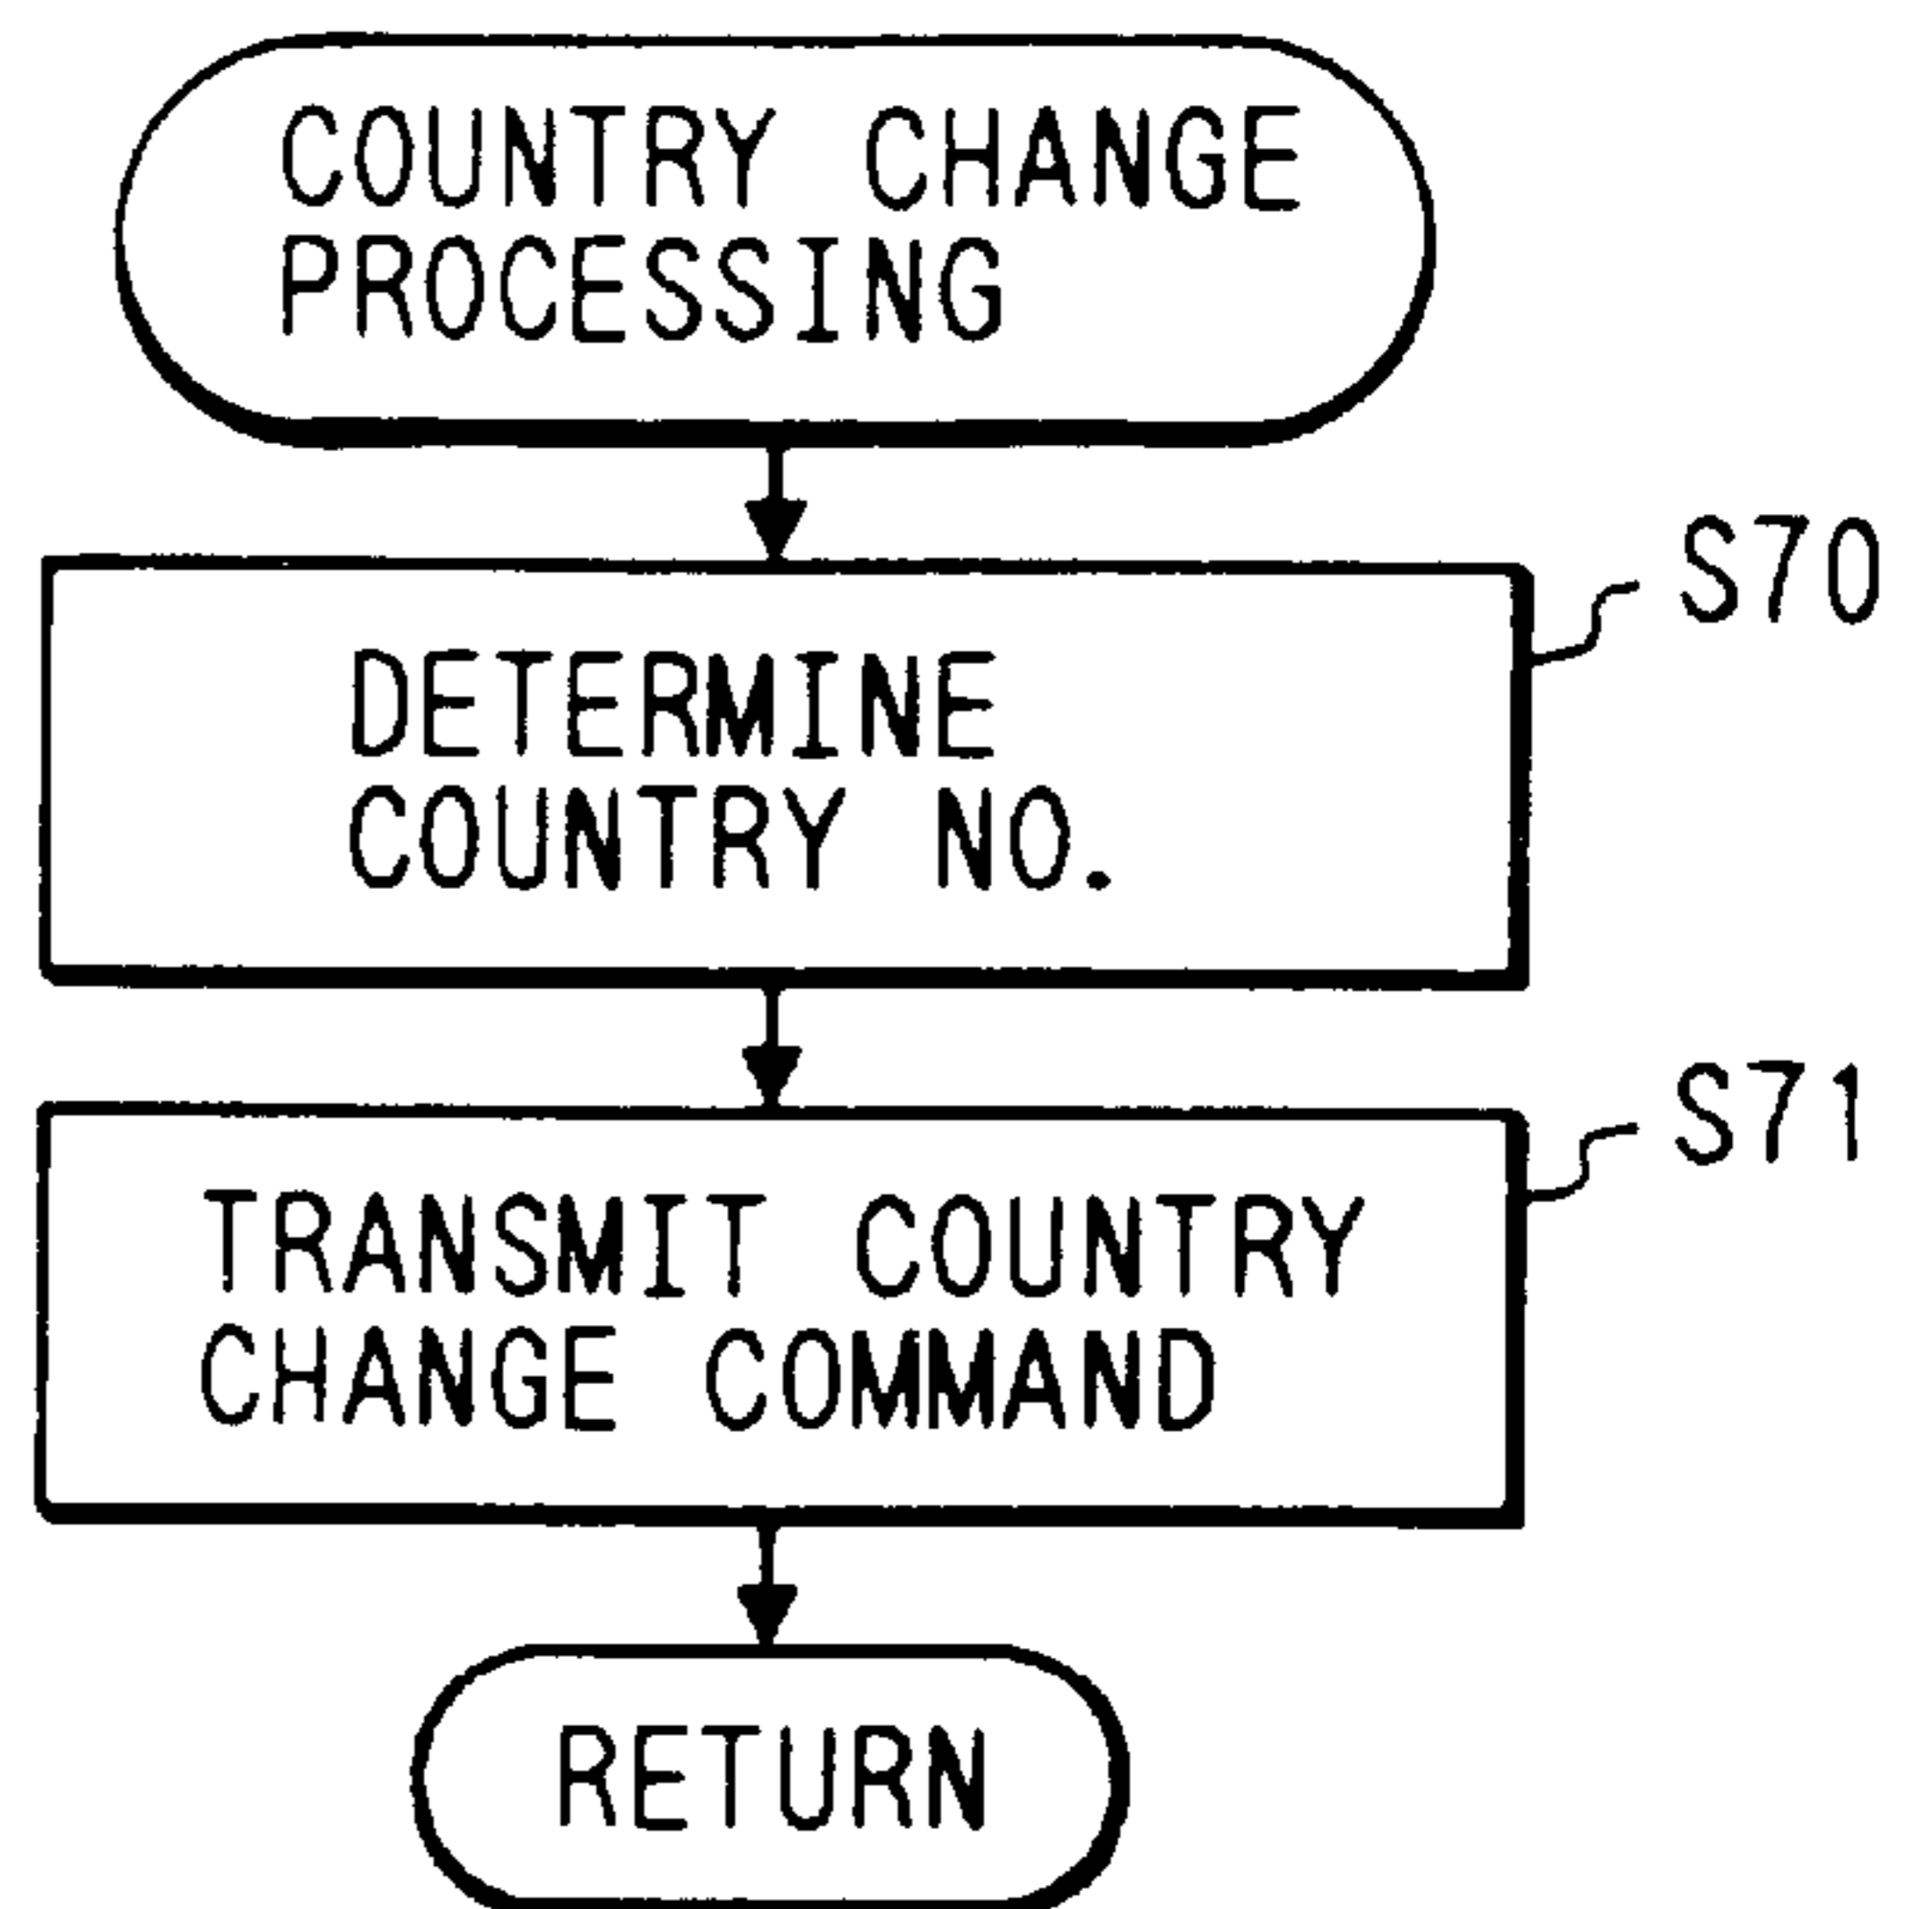 COUNTRY CHANGE
PROCESSING
S70
DETERMINE
COUNTRY NO.
S71
TRANSMIT COUNTRY
CHANGE COMMAND
RETURN